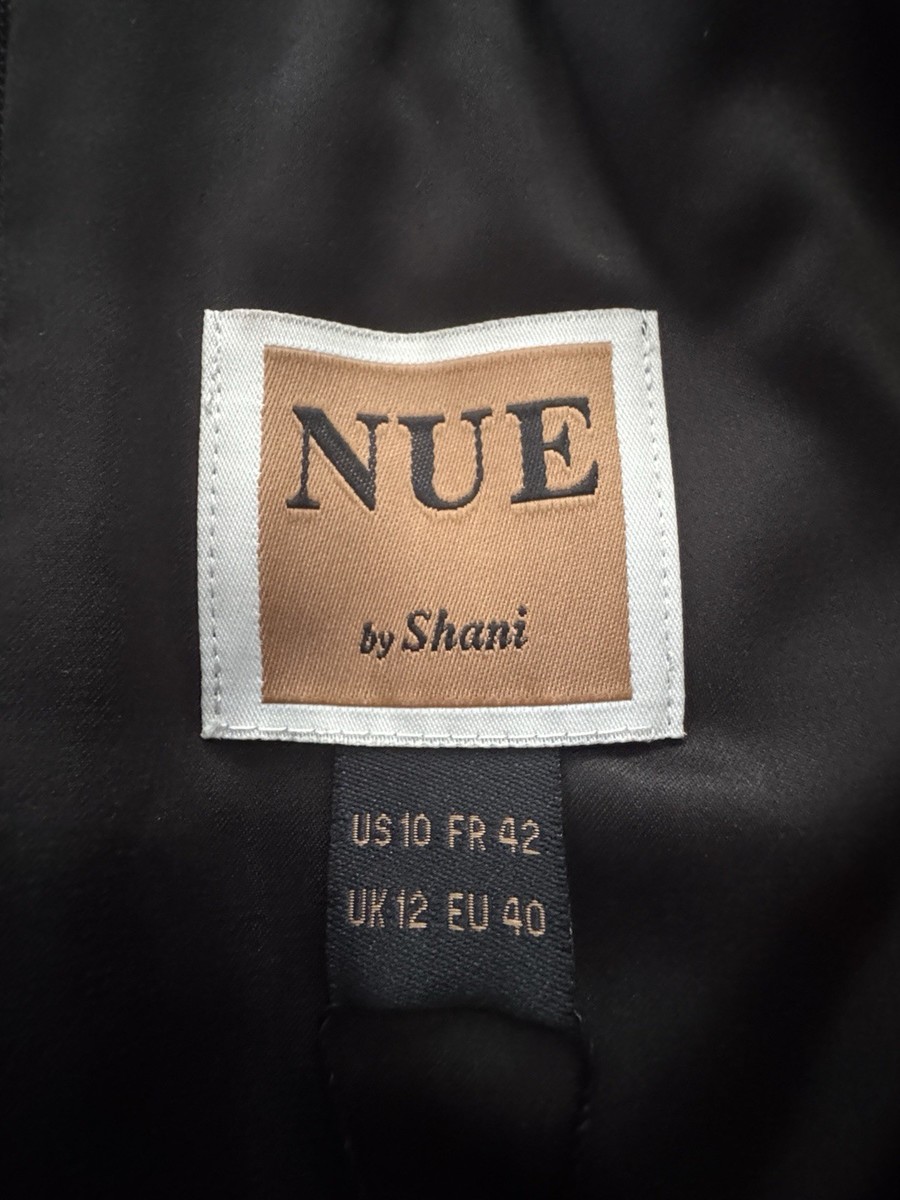 NUE
by Shani
US 10 FR 42
UK 12 EU 40